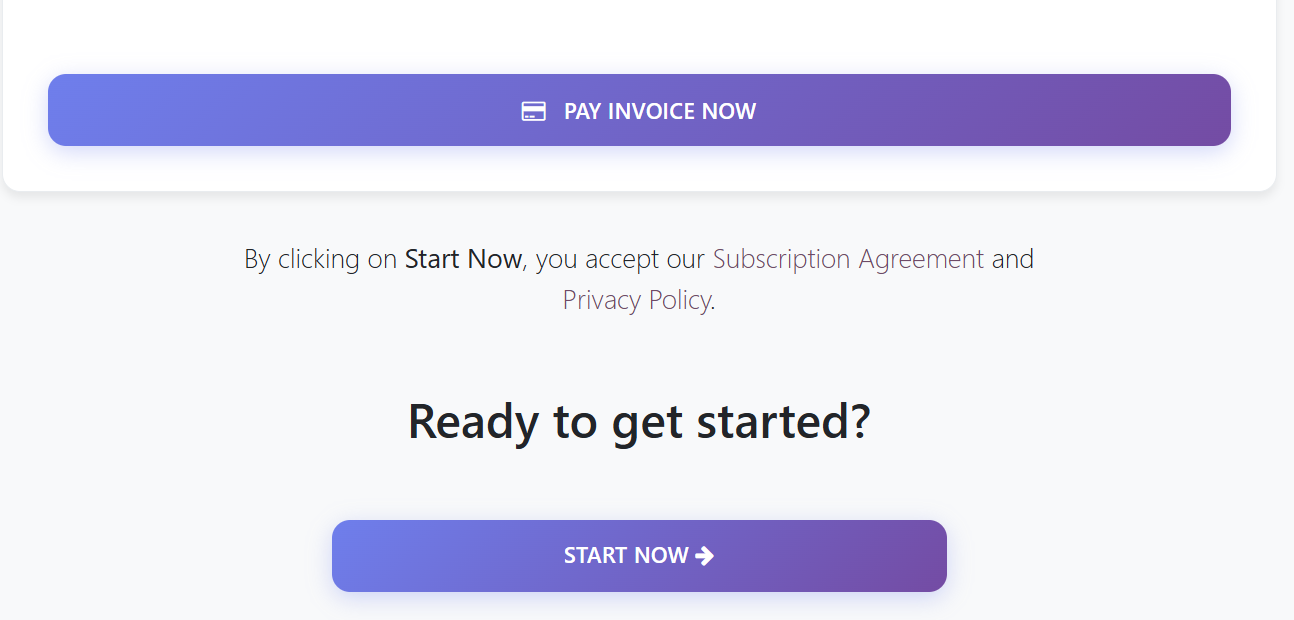 PAY INVOICE NOW
By clicking on Start Now, you accept our Subscription Agreement and
Privacy Policy.
Ready to get started?
START NOW